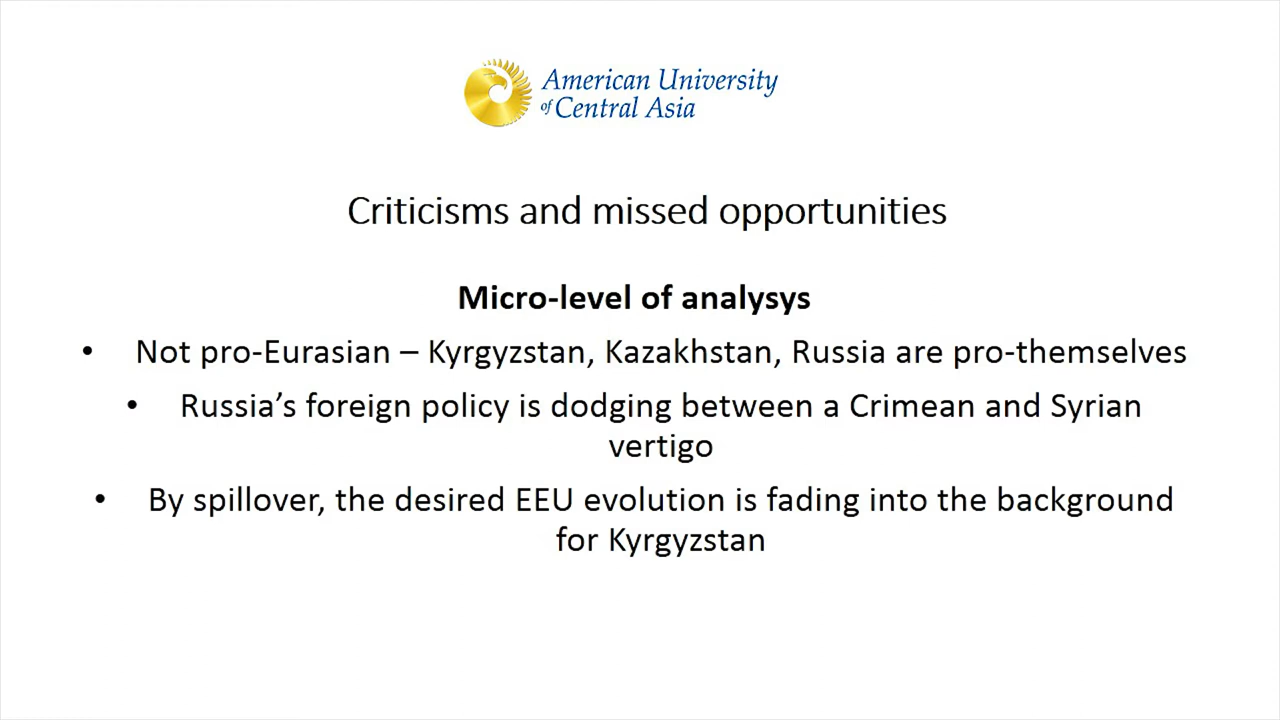 American University
of Central Asia
Criticisms and missed opportunities
Micro-level of analysys
• Not pro-Eurasian – Kyrgyzstan, Kazakhstan, Russia are pro-themselves
• Russia’s foreign policy is dodging between a Crimean and Syrian
vertigo
• By spillover, the desired EEU evolution is fading into the background
for Kyrgyzstan